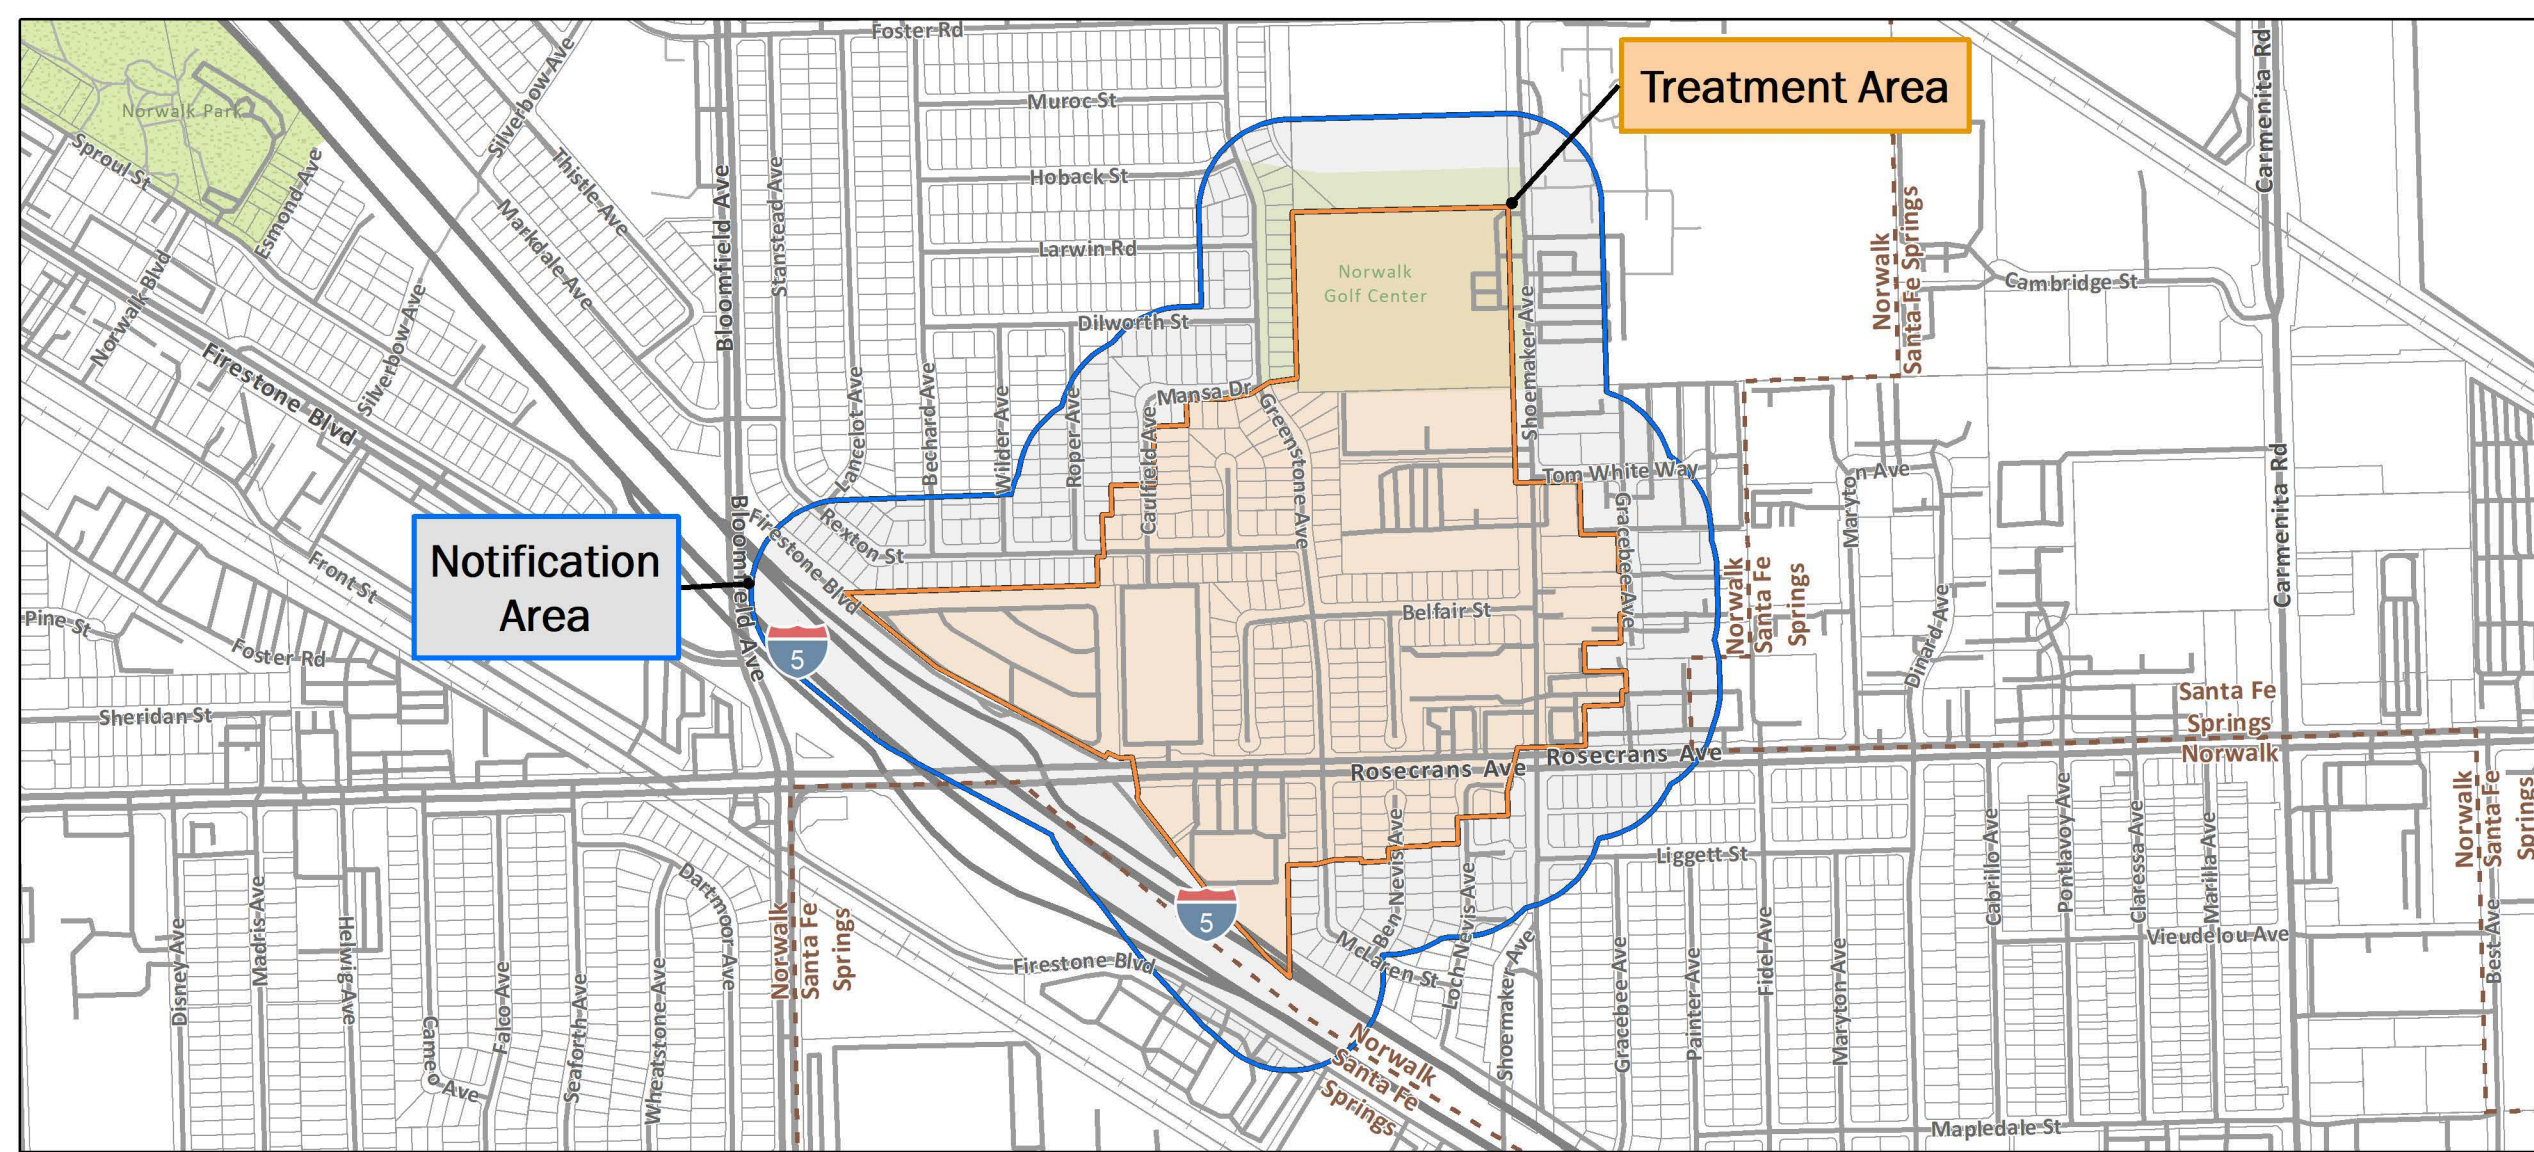 Foster Rd
Carmenita Rd
Silverbow Ave
Treatment Area
Norwalk Park
Muroc St
Sproul St
Thistle Ave
Hoback St
Esmond Ave
Bloomfield Ave
Stanstead Ave
Markdale Ave
Norwalk
Santa Fe Springs
Larwin Rd
Norwalk
Golf Center
Cambridge St
Norwalk Blvd
Silverbow Ave
Firestone Blvd
Dilworth St
Shoemaker Ave
Mansa Dr
Greenstone Ave
Lancelot Ave
Bechard Ave
Wilder Ave
Roper Ave
Caulfield Ave
Tom White Way
Maryton Ave
Maryton Ave
Carmenita Rd
Bloomfield Ave
Firestone Blvd
Rexton St
Gracebee Ave
Notification
Area
Front St
Norwalk
Santa Fe
Springs
Belfair St
Pine St
Foster Rd
5
Dinard Ave
Sheridan St
Santa Fe
Springs
Norwalk
Rosecrans Ave
Rosecrans Ave
Norwalk
Santa Fe
Springs
Liggett St
Ben Nevis Ave
Loch Nevis Ave
McLaren St
5
Dartmoor Ave
Disney Ave
Madris Ave
Helwig Ave
Cameo Ave
Falco Ave
Seaforth Ave
Wheatstone Ave
Norwalk
Santa Fe
Springs
Firestone Blvd
Shoemaker Ave
Gracebee Ave
Painter Ave
Fidel Ave
Maryton Ave
Cabrillo Ave
Pontlavoy Ave
Claressa Ave
Marilla Ave
Vieudelou Ave
Best Ave
Norwalk
Santa Fe
Springs
Mapledale St